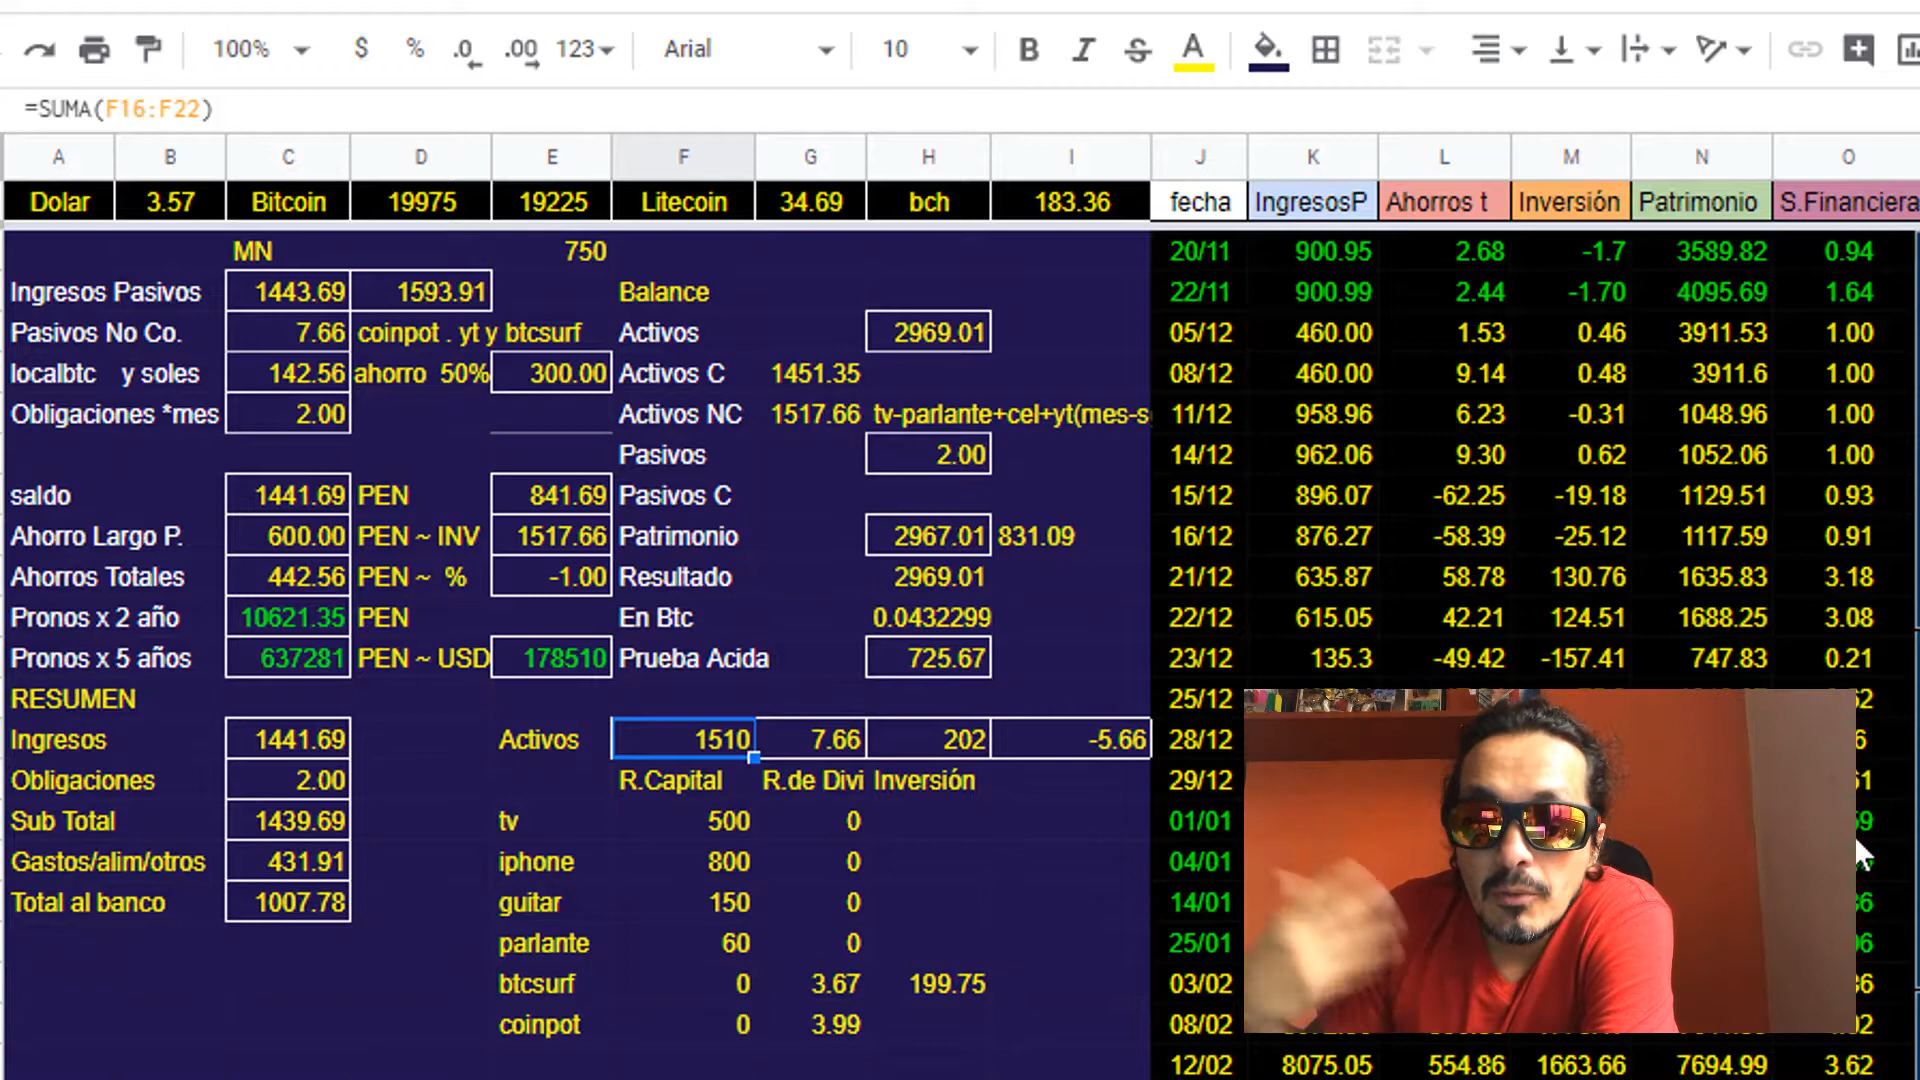 100% $ % .0 .00 123 Arial 10 B I S A
=SUMA(F16:F22)
A B C D E F G H I J K L M N O
Dolar 3.57 Bitcoin 19975 19225 Litecoin 34.69 bch 183.36 fecha IngresosP Ahorros t Inversión Patrimonio S.Financiera
MN 750 20/11 900.95 2.68 -1.7 3589.82 0.94
Ingresos Pasivos 1443.69 1593.91 Balance 22/11 900.99 2.44 -1.70 4095.69 1.64
Pasivos No Co. 7.66 coinpot . yt y btcsurf Activos 2969.01 05/12 460.00 1.53 0.46 3911.53 1.00
localbtc y soles 142.56 ahorro 50% 300.00 Activos C 1451.35 08/12 460.00 9.14 0.48 3911.6 1.00
Obligaciones *mes 2.00 Activos NC 1517.66 tv-parlante+cel+yt(mes-s 11/12 958.96 6.23 -0.31 1048.96 1.00
Pasivos 2.00 14/12 962.06 9.30 0.62 1052.06 1.00
saldo 1441.69 PEN 841.69 Pasivos C 15/12 896.07 -62.25 -19.18 1129.51 0.93
Ahorro Largo P. 600.00 PEN ~ INV 1517.66 Patrimonio 2967.01 831.09 16/12 876.27 -58.39 -25.12 1117.59 0.91
Ahorros Totales 442.56 PEN ~ % -1.00 Resultado 2969.01 21/12 635.87 58.78 130.76 1635.83 3.18
Pronos x 2 año 10621.35 PEN En Btc 0.0432299 22/12 615.05 42.21 124.51 1688.25 3.08
Pronos x 5 años 637281 PEN ~ USD 178510 Prueba Acida 725.67 23/12 135.3 -49.42 -157.41 747.83 0.21
RESUMEN 25/12
Ingresos 1441.69 Activos 1510 7.66 202 -5.66 28/12
Obligaciones 2.00 R.Capital R.de Divi Inversión 29/12
Sub Total 1439.69 tv 500 0 01/01
Gastos/alim/otros 431.91 iphone 800 0 04/01
Total al banco 1007.78 guitar 150 0 14/01
parlante 60 0 25/01
btcsurf 0 3.67 199.75 03/02
coinpot 0 3.99 08/02
12/02 8075.05 554.86 1663.66 7694.99 3.62